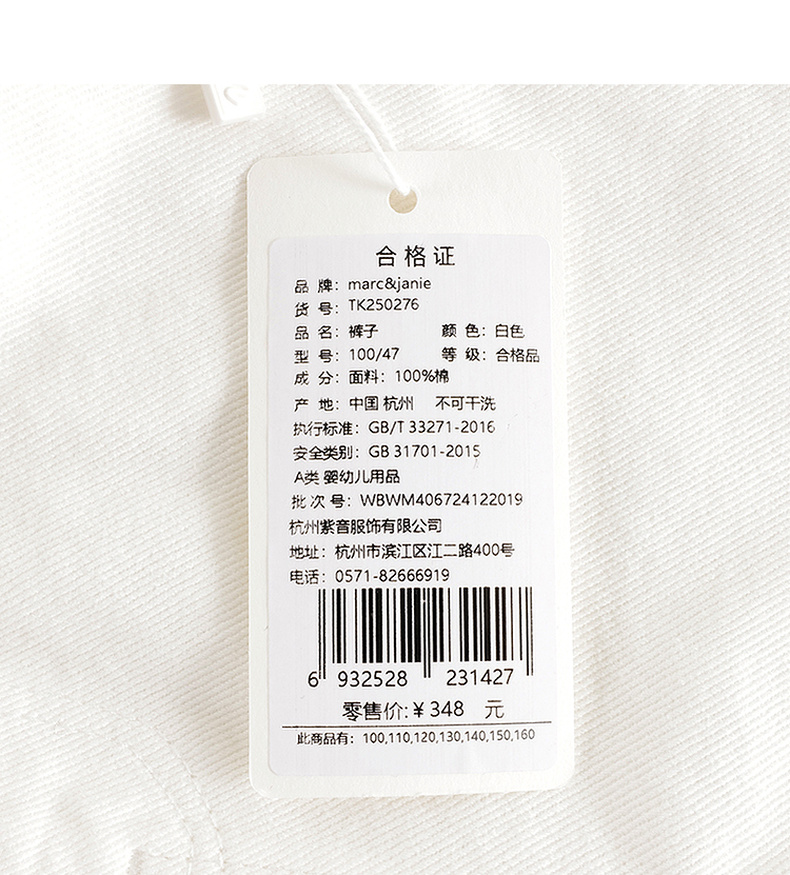 合格证
品 牌：marc&janie
货 号：TK250276
品 名：裤子 颜 色：白色
型 号：100/47 等 级：合格品
成 分：面料：100%棉
产 地：中国 杭州 不可干洗
执行标准：GB/T 33271-2016
安全类别：GB 31701-2015
A类 婴幼儿用品
批 次 号：WBWM406724122019
杭州紫音服饰有限公司
地址：杭州市滨江区江二路400号
电话：0571-82666919
6 932528 231427
零售价:¥348 元
此商品有：100,110,120,130,140,150,160